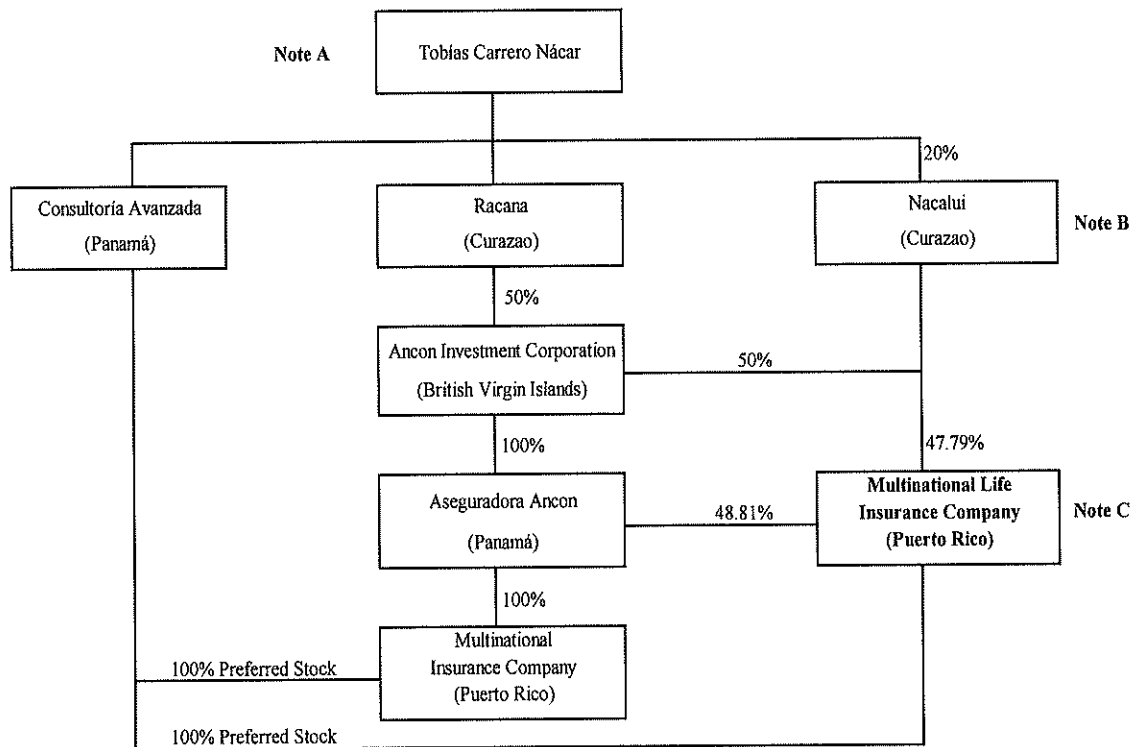 Note A
Tobías Carrero Nácar
20%
Consultoría Avanzada
(Panamá)
Racana
(Curazao)
Nacalui
(Curazao)
Note B
50%
Ancon Investment Corporation
(British Virgin Islands)
50%
100%
47.79%
Aseguradora Ancon
(Panamá)
48.81%
Multinational Life
Insurance Company
(Puerto Rico)
Note C
100%
Multinational
Insurance Company
(Puerto Rico)
100% Preferred Stock
100% Preferred Stock